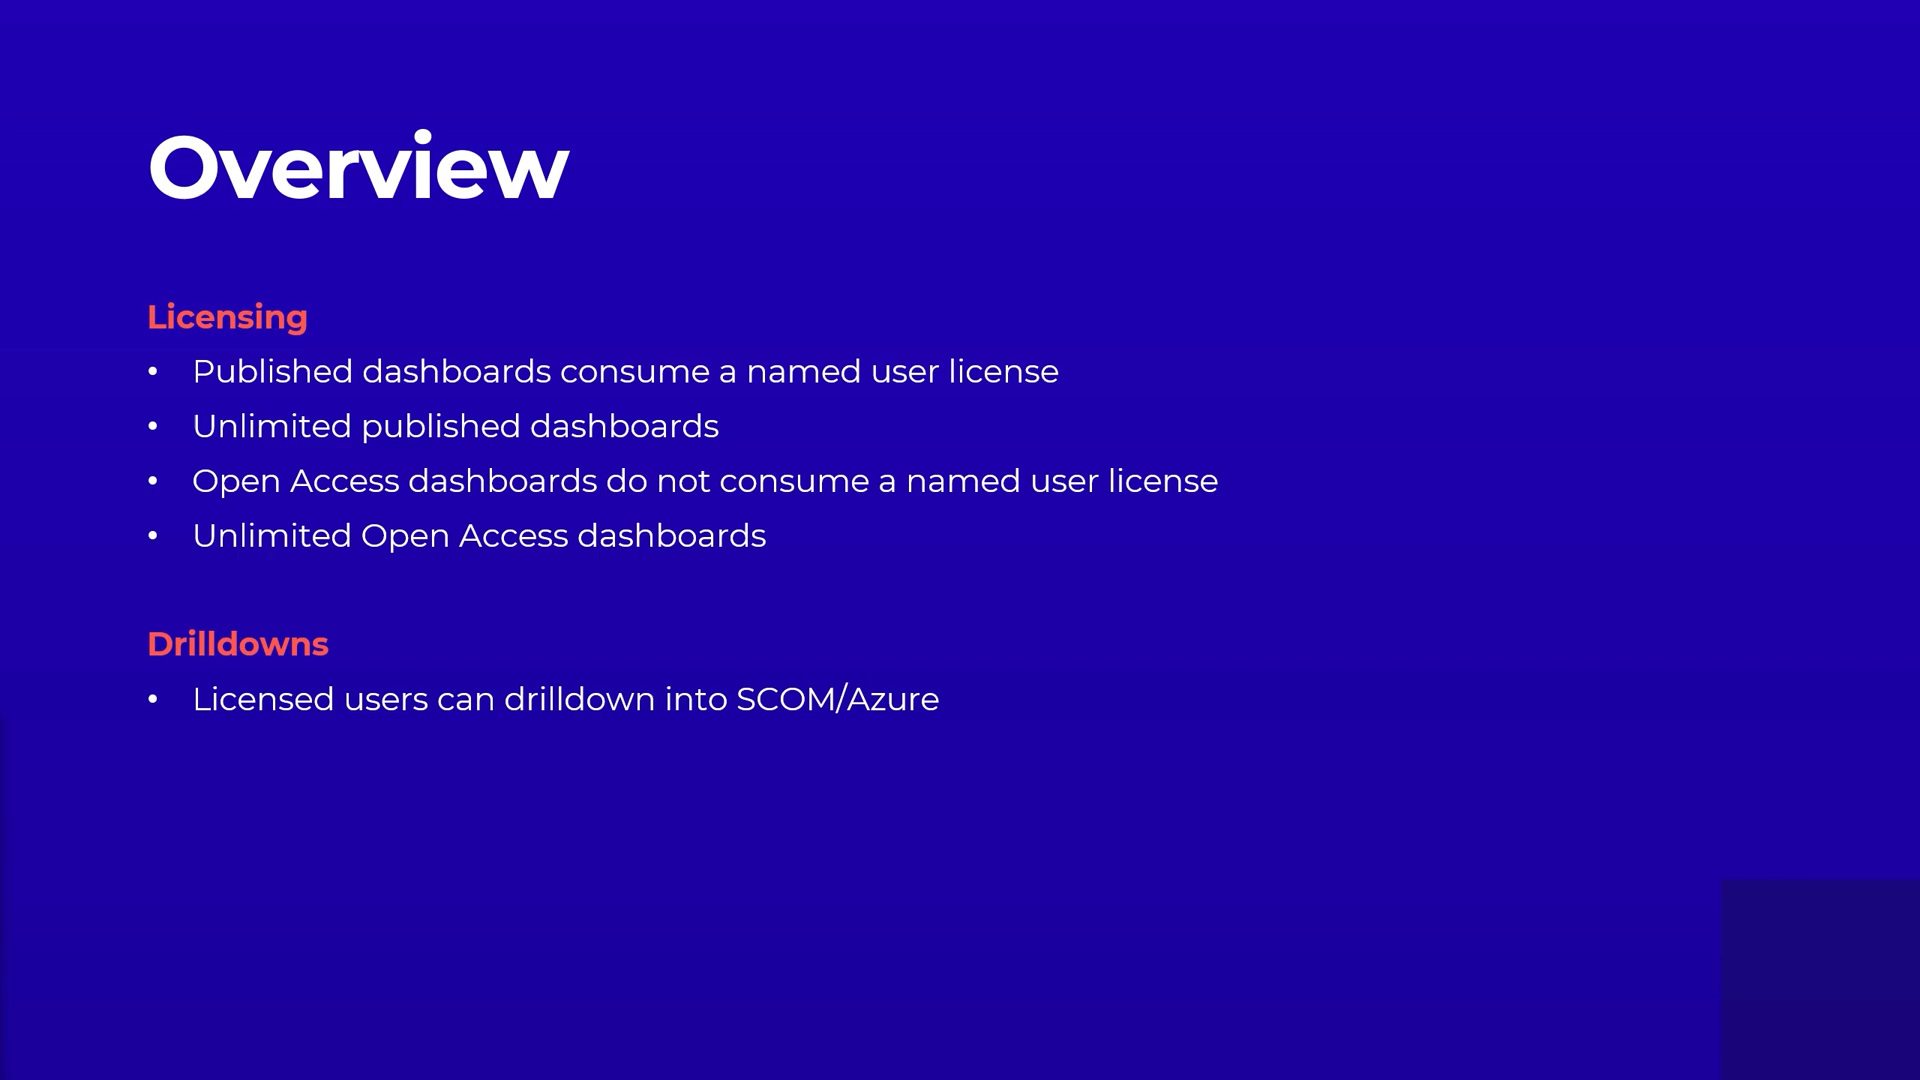 Overview
Licensing
• Published dashboards consume a named user license
• Unlimited published dashboards
• Open Access dashboards do not consume a named user license
• Unlimited Open Access dashboards
Drilldowns
• Licensed users can drilldown into SCOM/Azure